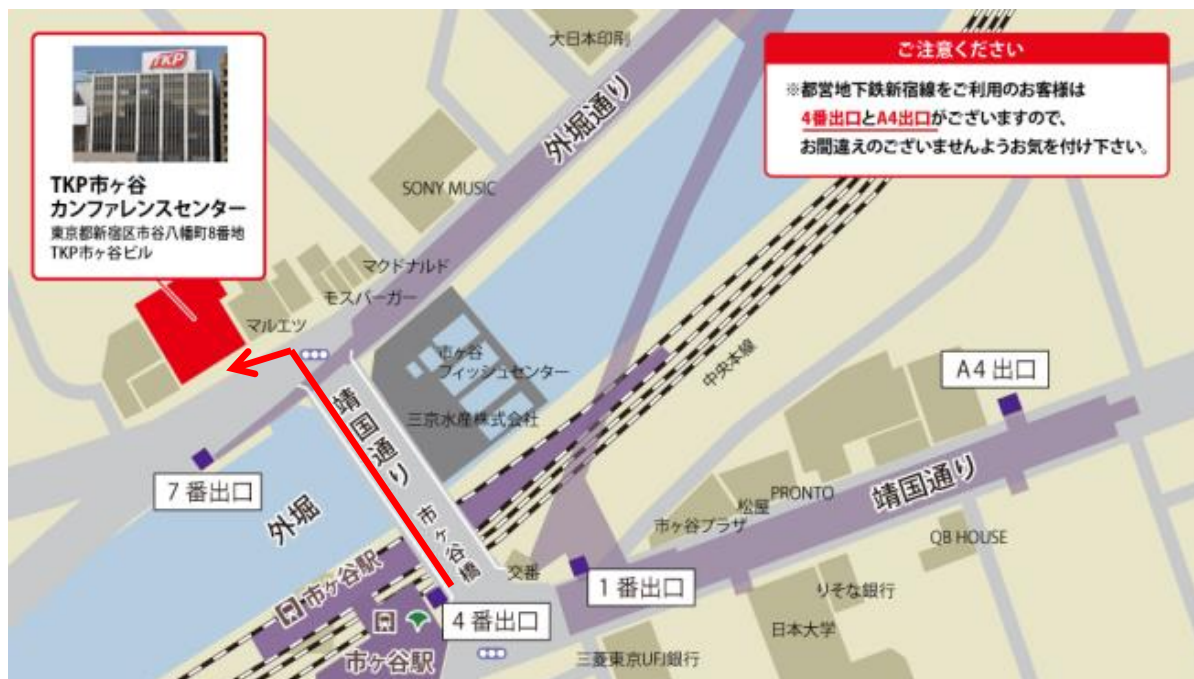 TKP
TKP市ヶ谷
カンファレンスセンター
東京都新宿区市谷八幡町8番地
TKP市ヶ谷ビル
ご注意ください
※都営地下鉄新宿線をご利用のお客様は
4番出口とA4出口がございますので、
お間違えのございませんようお気を付け下さい。
大日本印刷
外堀通り
SONY MUSIC
マクドナルド
モスバーガー
マルエツ
市ヶ谷
フィッシュセンター
三京水産株式会社
中央本線
A4 出口
靖国通り
7 番出口
外堀
市ヶ谷橋
PRONTO
松屋
市ヶ谷プラザ
靖国通り
QB HOUSE
交番
1 番出口
りそな銀行
市ヶ谷駅
4 番出口
日本大学
市ヶ谷駅
三菱東京UFJ銀行